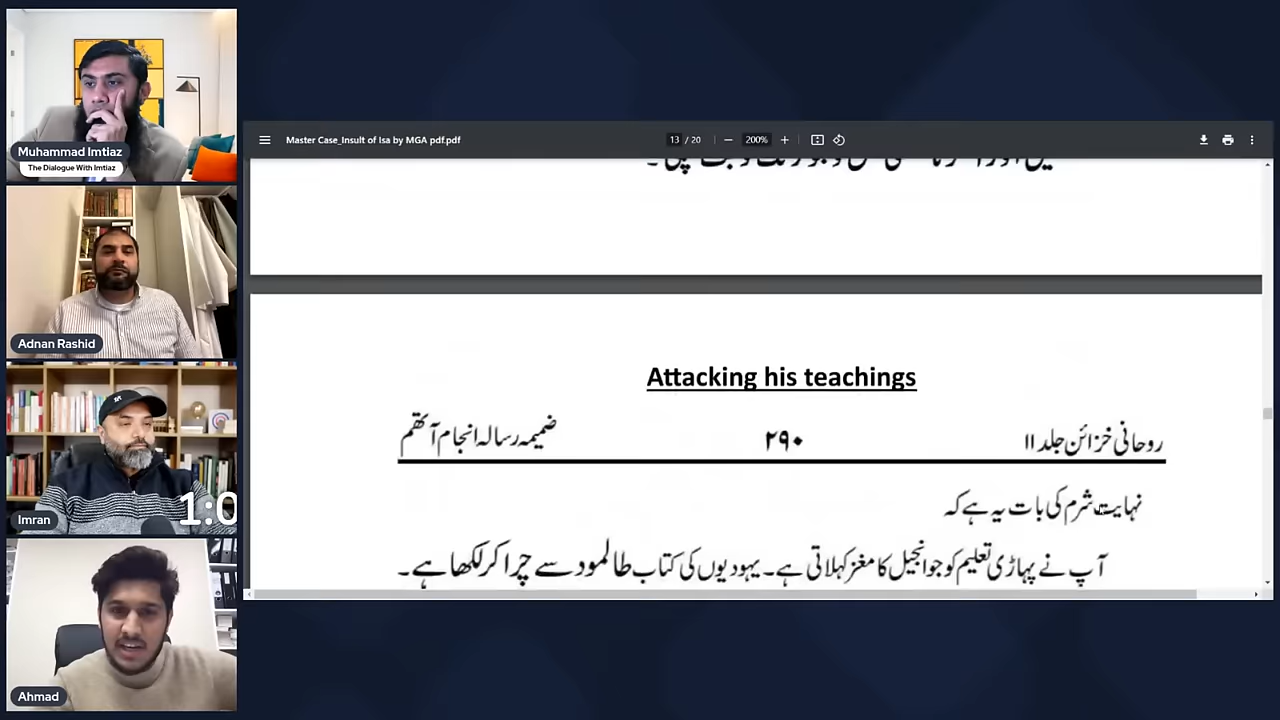 Muhammad Imtiaz
The Dialogue With Imtiaz
Adnan Rashid
Imran
1:0
Ahmad
Master Case_Insult of Isa by MGA pdf.pdf
13 / 20
200%
Attacking his teachings
روحانی خزائن جلد ۱۱ ۲۹۰ ضمیمہ رسالہ انجام آتھم
نہایت شرم کی بات یہ ہے کہ
آپ نے پہاڑی تعلیم کو جو انجیل کا مغز کہلاتی ہے۔ یہودیوں کی کتاب طالمود سے چرا کر لکھا ہے۔